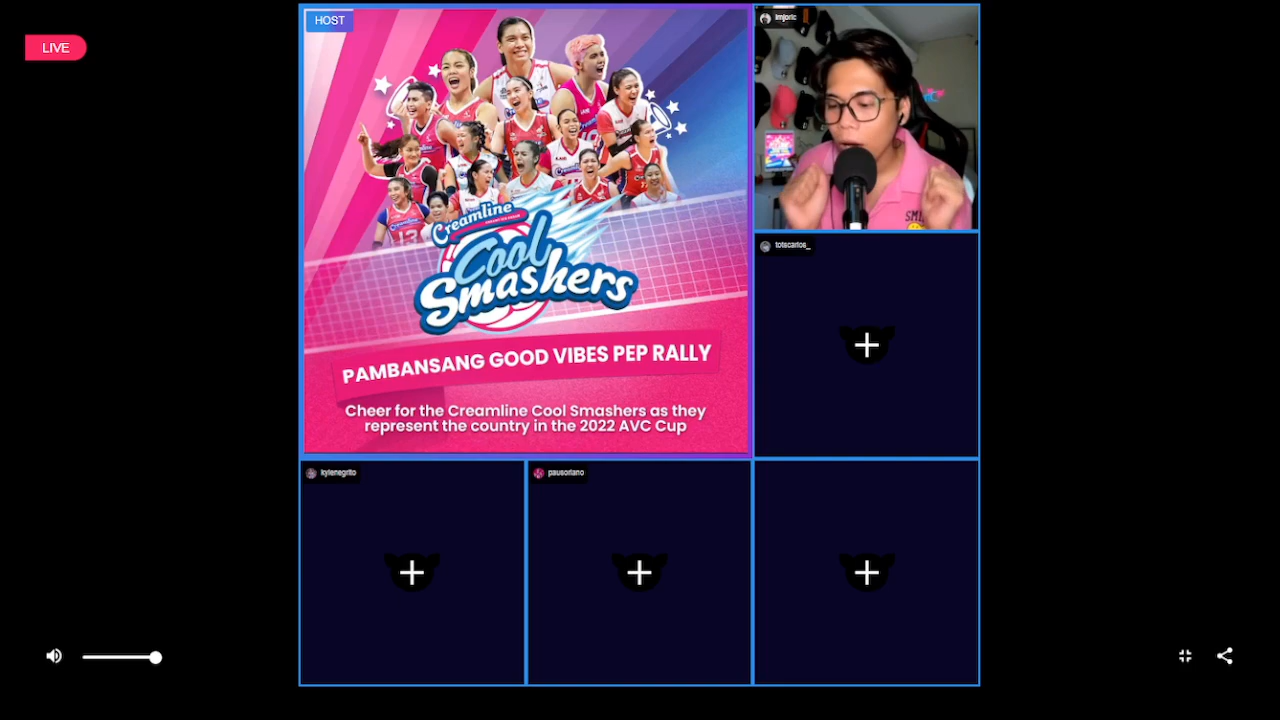 LIVE
HOST
imjoric
Creamline
Cool
Smashers
PAMBANSANG GOOD VIBES PEP RALLY
Cheer for the Creamline Cool Smashers as they
represent the country in the 2022 AVC Cup
totscarlos_
kylenegrito
pausoriano